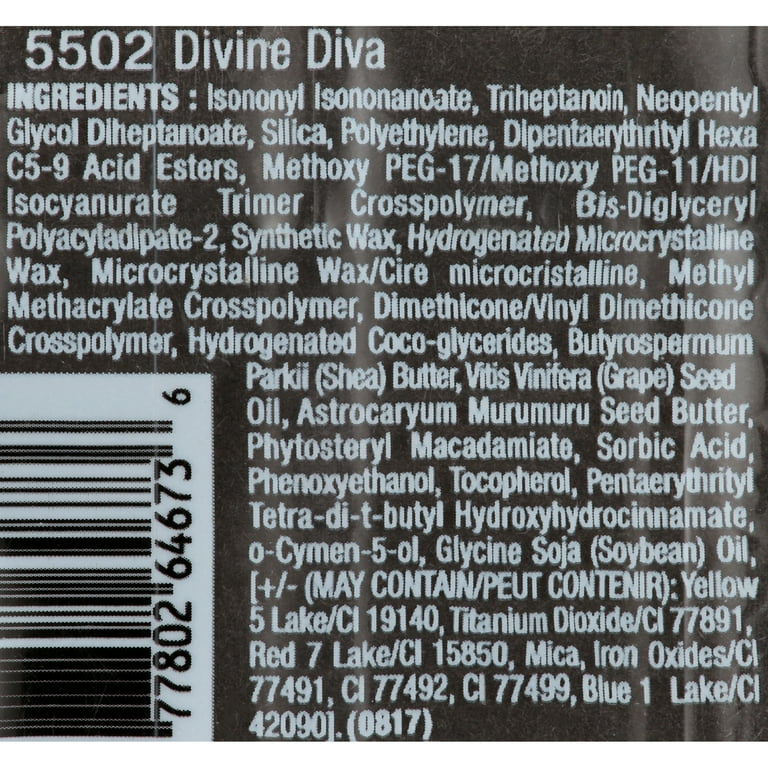 5502 Divine Diva
INGREDIENTS : Isononyl Isononanoate, Triheptanoin, Neopentyl
Glycol Diheptanoate, Silica, Polyethylene, Dipentaerythrityl Hexa
C5-9 Acid Esters, Methoxy PEG-17/Methoxy PEG-11/HDI
Isocyanurate Trimer Crosspolymer, Bis-Diglyceryl
Polyacyladipate-2, Synthetic Wax, Hydrogenated Microcrystalline
Wax, Microcrystalline Wax/Cire microcristalline, Methyl
Methacrylate Crosspolymer, Dimethicone/Vinyl Dimethicone
Crosspolymer, Hydrogenated Coco-glycerides, Butyrospermum
Parkii (Shea) Butter, Vitis Vinifera (Grape) Seed
Oil, Astrocaryum Murumuru Seed Butter,
Phytosteryl Macadamiate, Sorbic Acid,
Phenoxyethanol, Tocopherol, Pentaerythrityl
Tetra-di-t-butyl Hydroxyhydrocinnamate,
o-Cymen-5-ol, Glycine Soja (Soybean) Oil,
[+/- (MAY CONTAIN/PEUT CONTENIR): Yellow
5 Lake/CI 19140, Titanium Dioxide/CI 77891,
Red 7 Lake/CI 15850, Mica, Iron Oxides/CI
77491, CI 77492, CI 77499, Blue 1 Lake/CI
42090]. (0817)
77802 64673 6